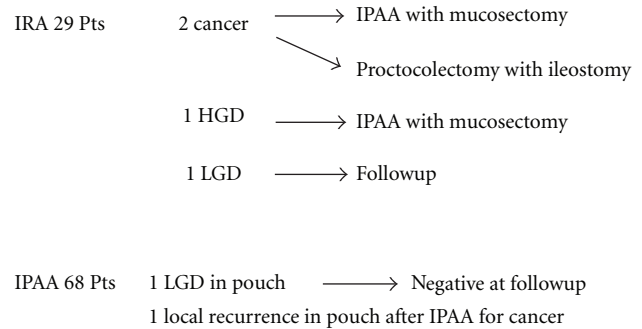 IRA 29 Pts 2 cancer IPAA with mucosectomy
Proctocolectomy with ileostomy
1 HGD IPAA with mucosectomy
1 LGD Followup
IPAA 68 Pts 1 LGD in pouch Negative at followup
1 local recurrence in pouch after IPAA for cancer